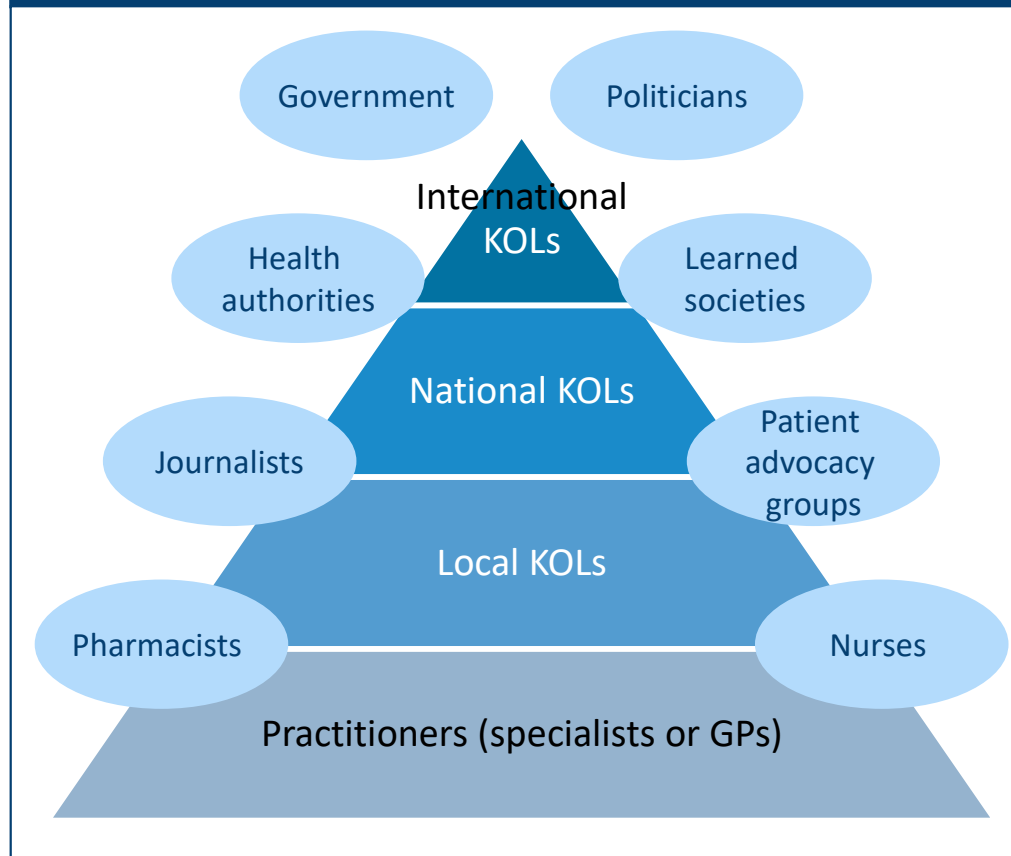 Government
Politicians
International
KOLs
Health
authorities
Learned
societies
National KOLs
Journalists
Patient
advocacy
groups
Local KOLs
Pharmacists
Nurses
Practitioners (specialists or GPs)